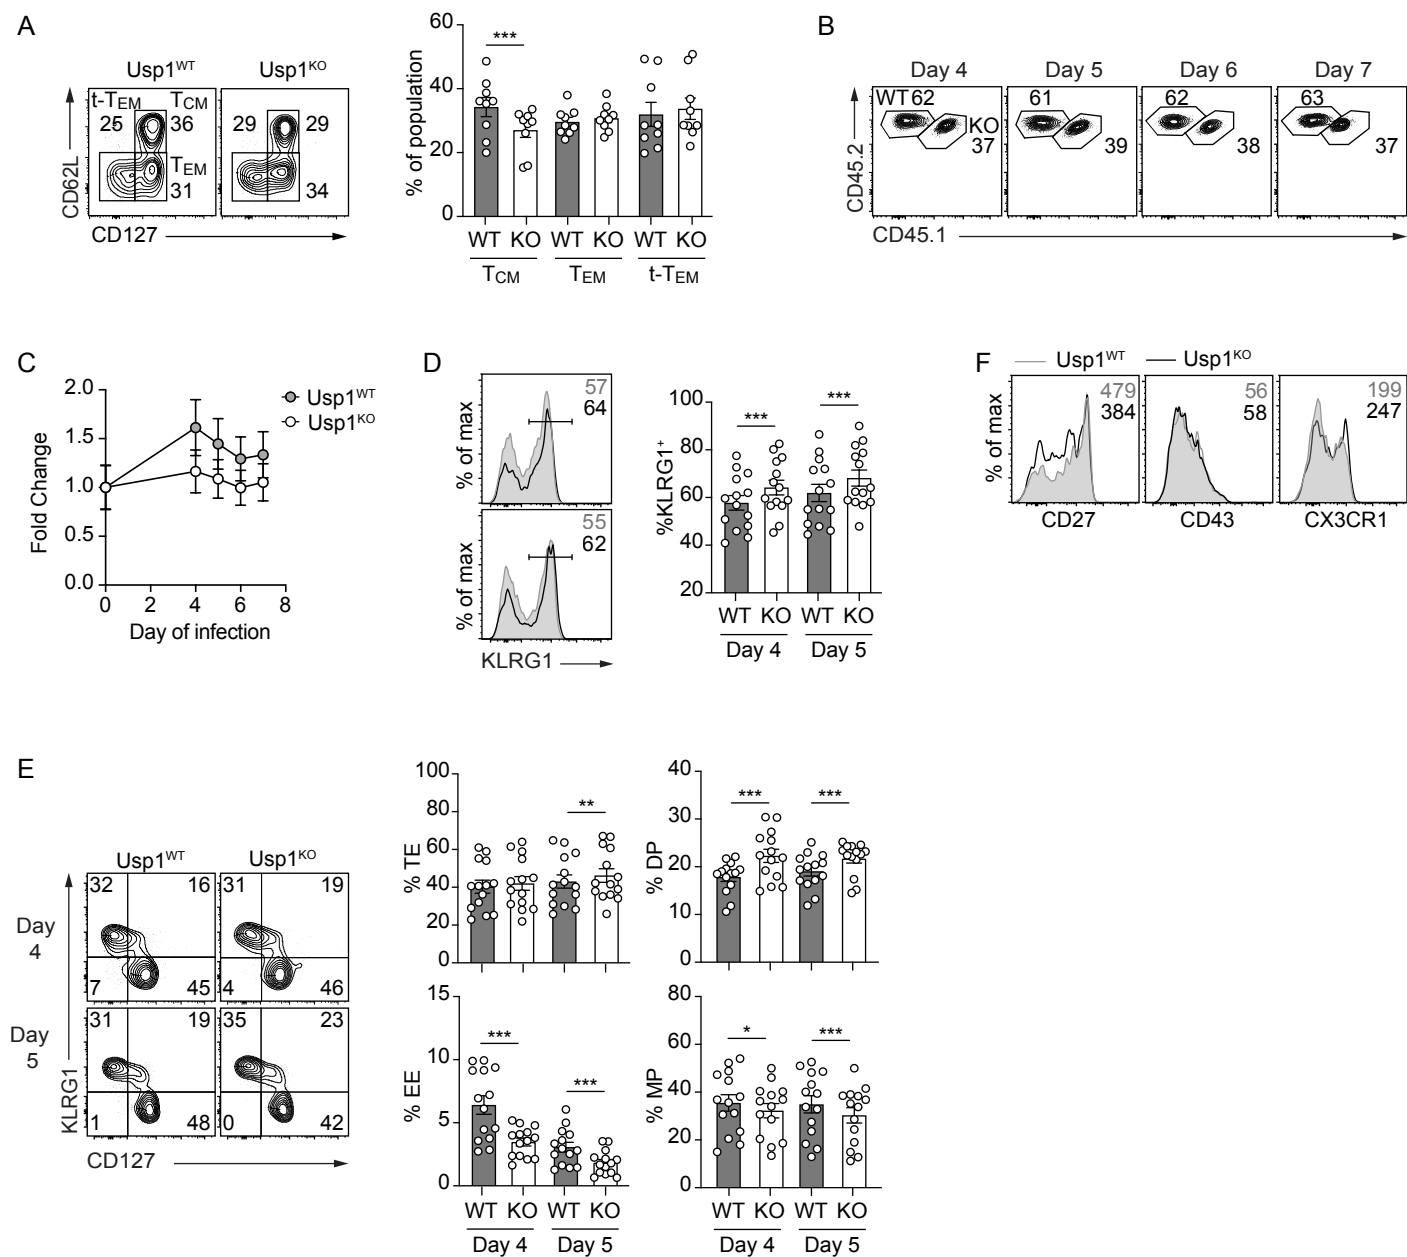 A
Usp1WT Usp1KO
t-TEM TCM
25 36 29 29
TEM
31 34
CD62L
CD127
% of population
60
40
20
0
***
WT KO WT KO WT KO
TCM TEM t-TEM
B
Day 4 Day 5 Day 6 Day 7
WT 62 61 62 63
KO
37 39 38 37
CD45.2
CD45.1
C
Fold Change
2.0
1.5
1.0
0.5
0.0
0 2 4 6 8
Day of infection
Usp1WT
Usp1KO
D
% of max
57
64
% of max
55
62
KLRG1
%KLRG1+
100
80
60
40
20
*** ***
WT KO WT KO
Day 4 Day 5
F
Usp1WT Usp1KO
% of max
479 56 199
384 58 247
CD27 CD43 CX3CR1
E
Usp1WT Usp1KO
Day 4
32 16 31 19
7 45 4 46
Day 5
31 19 35 23
1 48 0 42
KLRG1
CD127
% TE
100
80
60
40
20
0
**
% DP
40
30
20
10
0
*** ***
% EE
15
10
5
0
*** ***
WT KO WT KO
Day 4 Day 5
% MP
80
60
40
20
0
* ***
WT KO WT KO
Day 4 Day 5